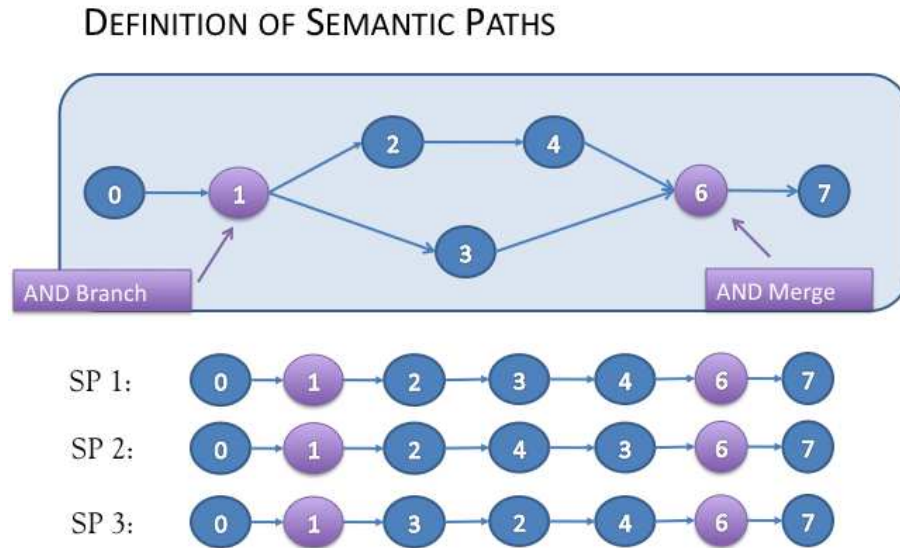 DEFINITION OF SEMANTIC PATHS
2 4
0 1 6 7
3
AND Branch AND Merge
SP 1: 0 1 2 3 4 6 7
SP 2: 0 1 2 4 3 6 7
SP 3: 0 1 3 2 4 6 7